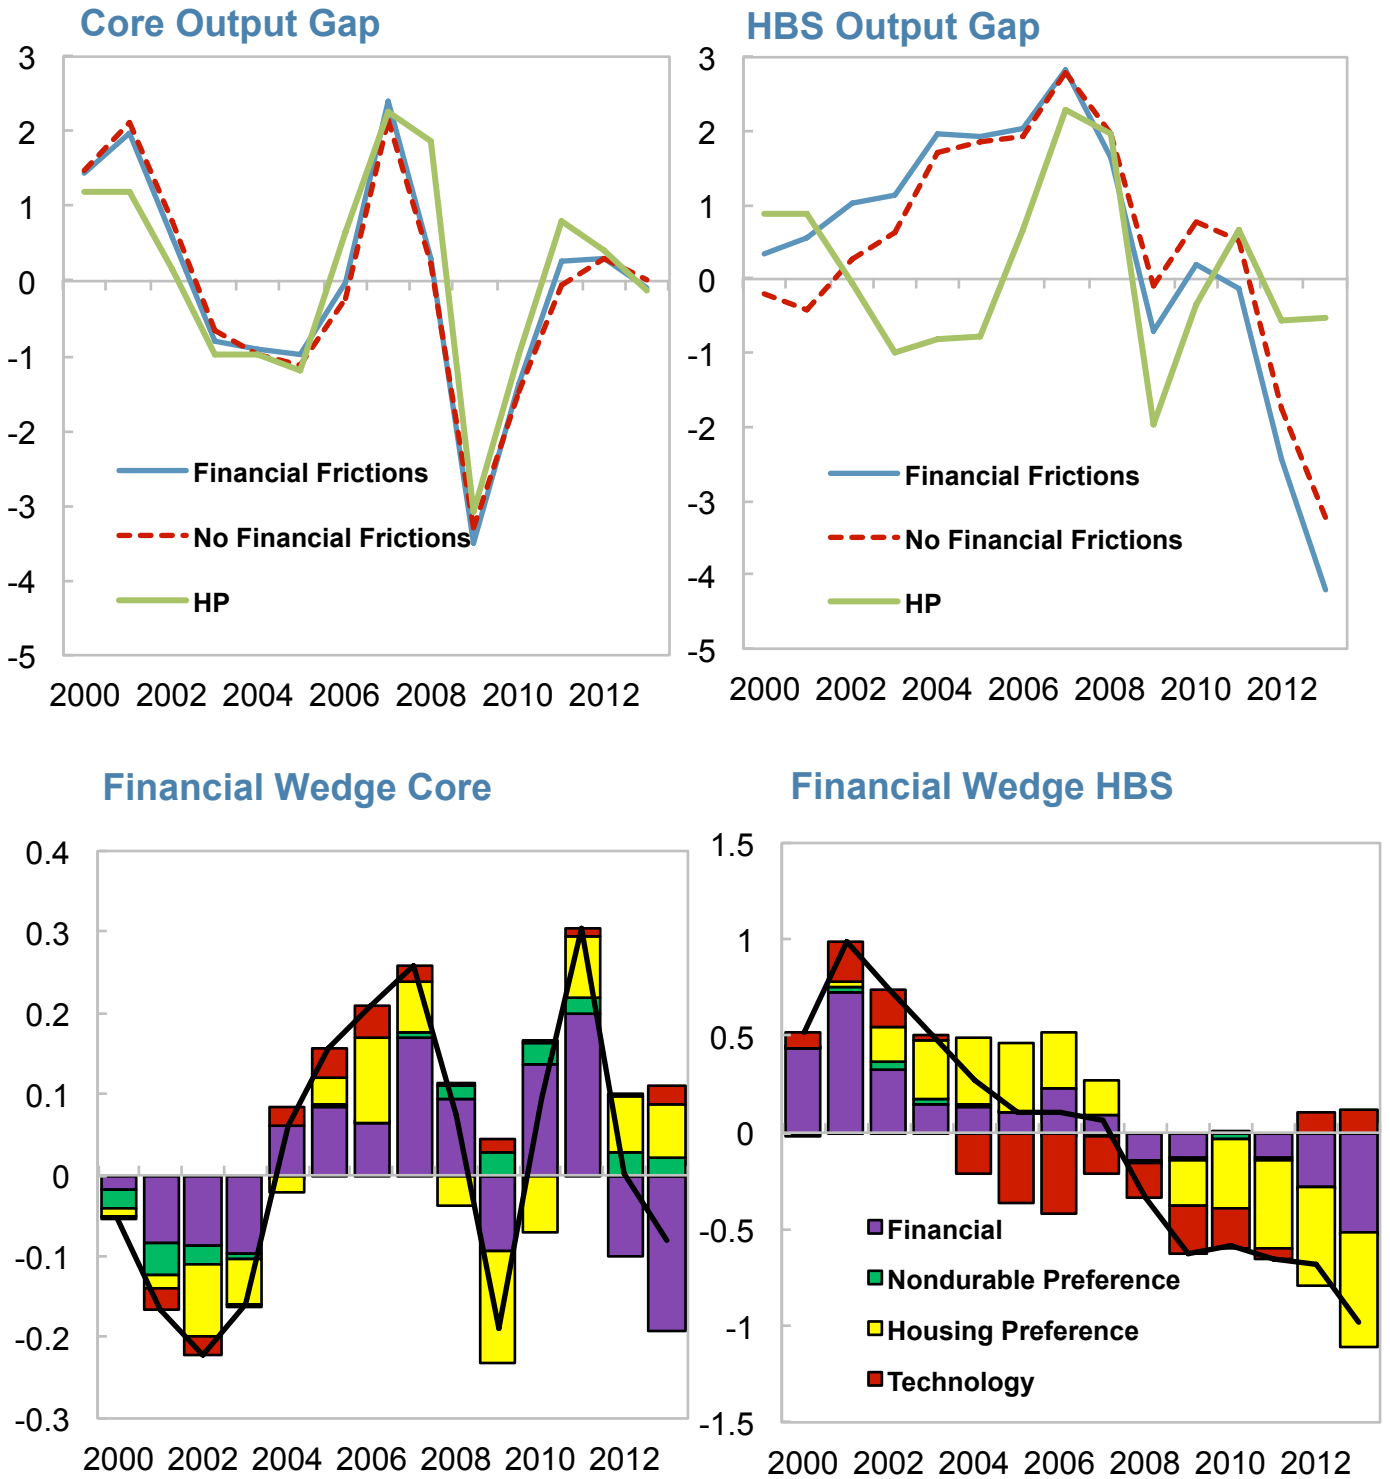 Core Output Gap
3
2
1
0
-1
-2
-3
-4
-5
Financial Frictions
No Financial Frictions
HP
2000 2002 2004 2006 2008 2010 2012
HBS Output Gap
3
2
1
0
-1
-2
-3
-4
-5
Financial Frictions
No Financial Frictions
HP
2000 2002 2004 2006 2008 2010 2012
Financial Wedge Core
0.4
0.3
0.2
0.1
0
-0.1
-0.2
-0.3
2000 2002 2004 2006 2008 2010 2012
Financial Wedge HBS
1.5
1
0.5
0
-0.5
-1
-1.5
Financial
Nondurable Preference
Housing Preference
Technology
2000 2002 2004 2006 2008 2010 2012